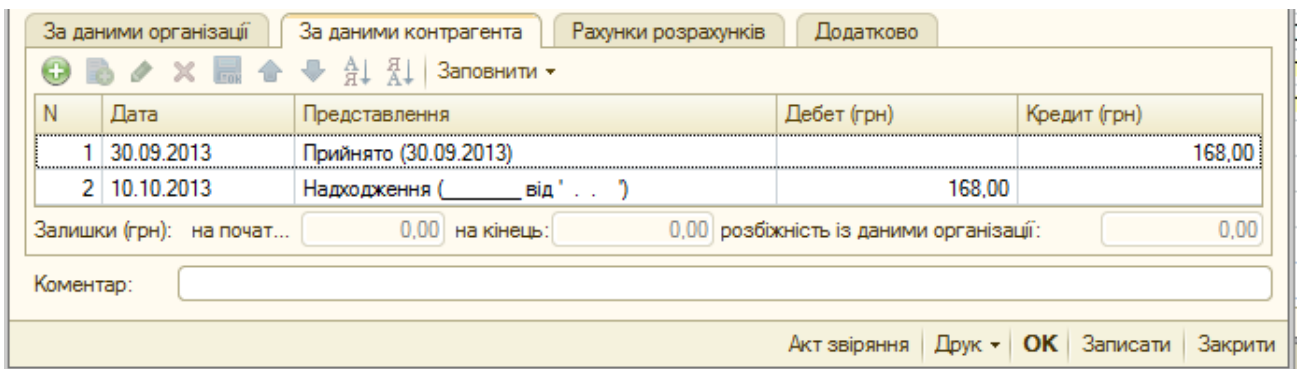 За даними організації За даними контрагента Рахунки розрахунків Додатково
Заповнити
N Дата Представлення Дебет (грн) Кредит (грн)
1 30.09.2013 Прийнято (30.09.2013) 168,00
2 10.10.2013 Надходження (_______ від " . . ") 168,00
Залишки (грн): на почат... 0,00 на кінець: 0,00 розбіжність із даними організації: 0,00
Коментар:
Акт звіряння Друк OK Записати Закрити